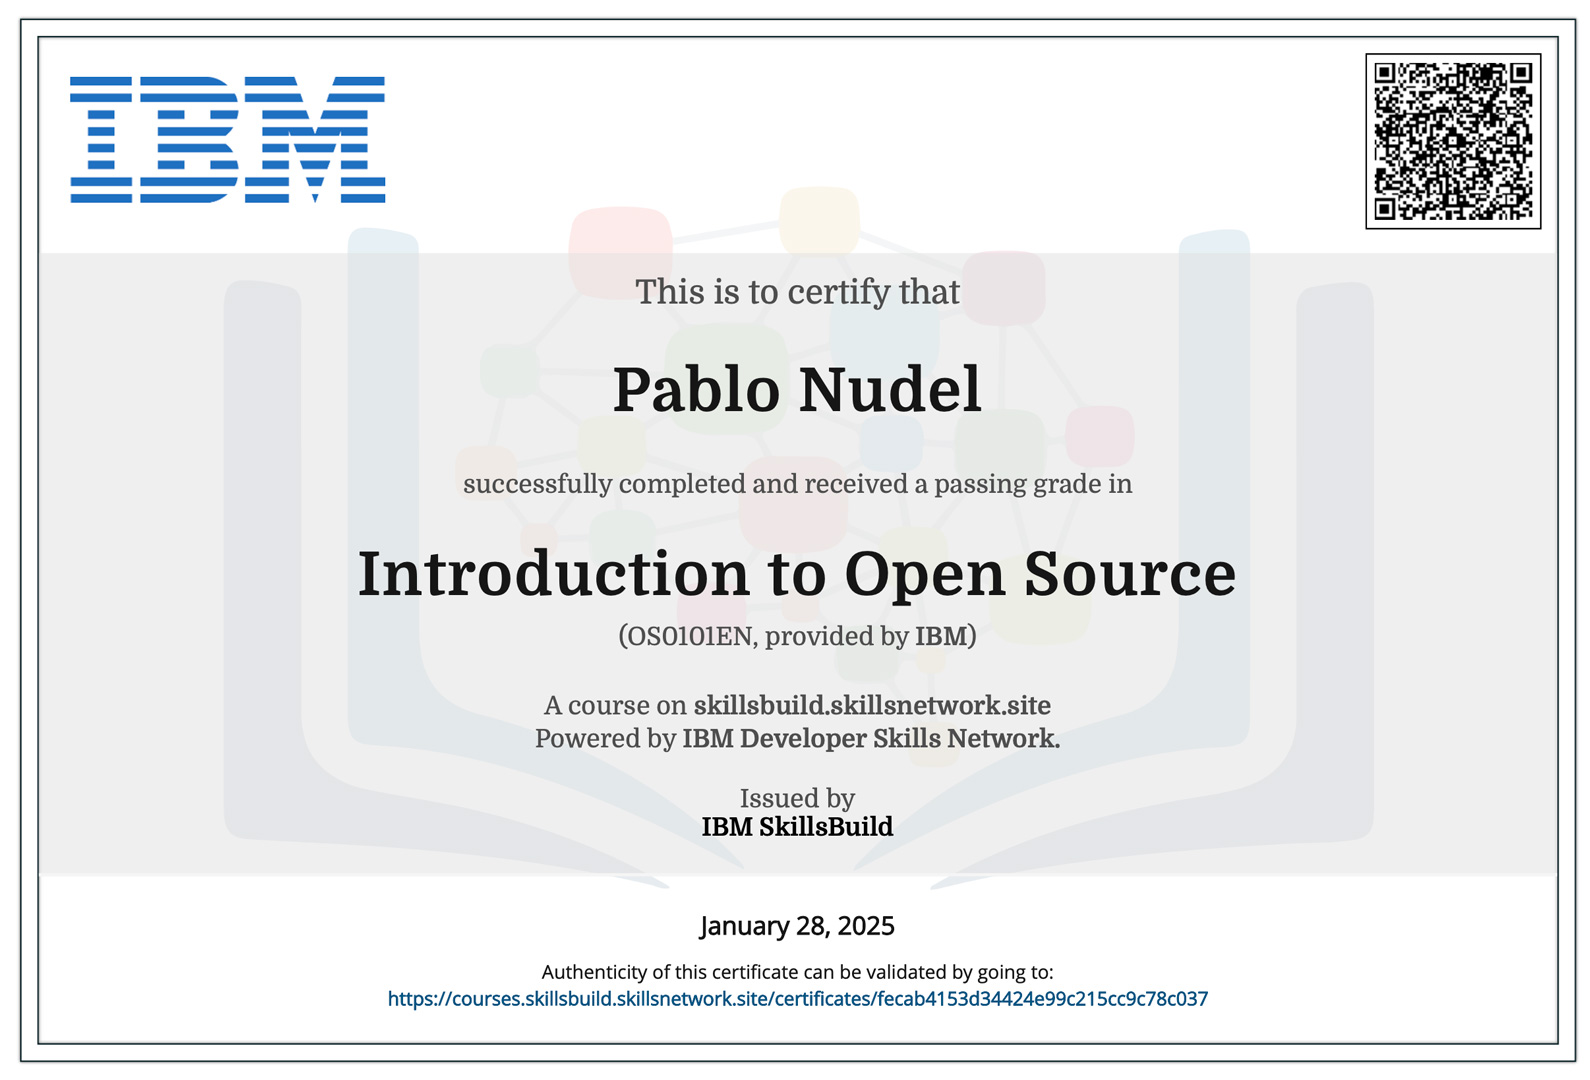 IBM
This is to certify that
Pablo Nudel
successfully completed and received a passing grade in
Introduction to Open Source
(OS0101EN, provided by IBM)
A course on skillsbuild.skillsnetwork.site
Powered by IBM Developer Skills Network.
Issued by
IBM SkillsBuild
January 28, 2025
Authenticity of this certificate can be validated by going to:
https://courses.skillsbuild.skillsnetwork.site/certificates/fecab4153d34424e99c215cc9c78c037